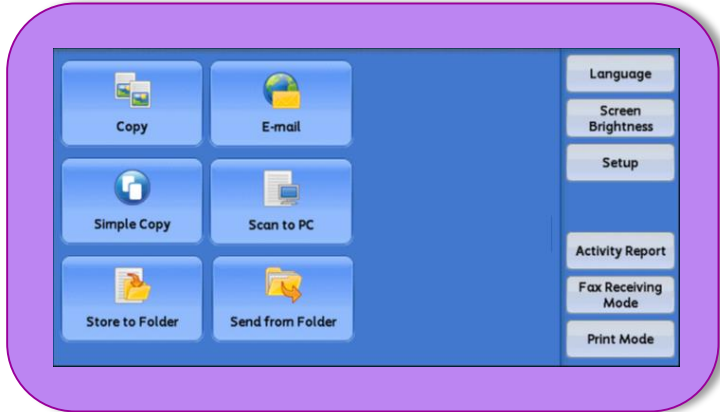 Copy
E-mail
Simple Copy
Scan to PC
Store to Folder
Send from Folder
Language
Screen
Brightness
Setup
Activity Report
Fax Receiving
Mode
Print Mode